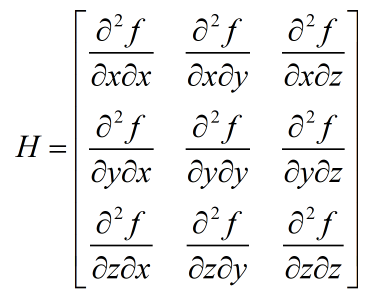 H = [ ∂²f/∂x∂x ∂²f/∂x∂y ∂²f/∂x∂z
∂²f/∂y∂x ∂²f/∂y∂y ∂²f/∂y∂z
∂²f/∂z∂x ∂²f/∂z∂y ∂²f/∂z∂z ]